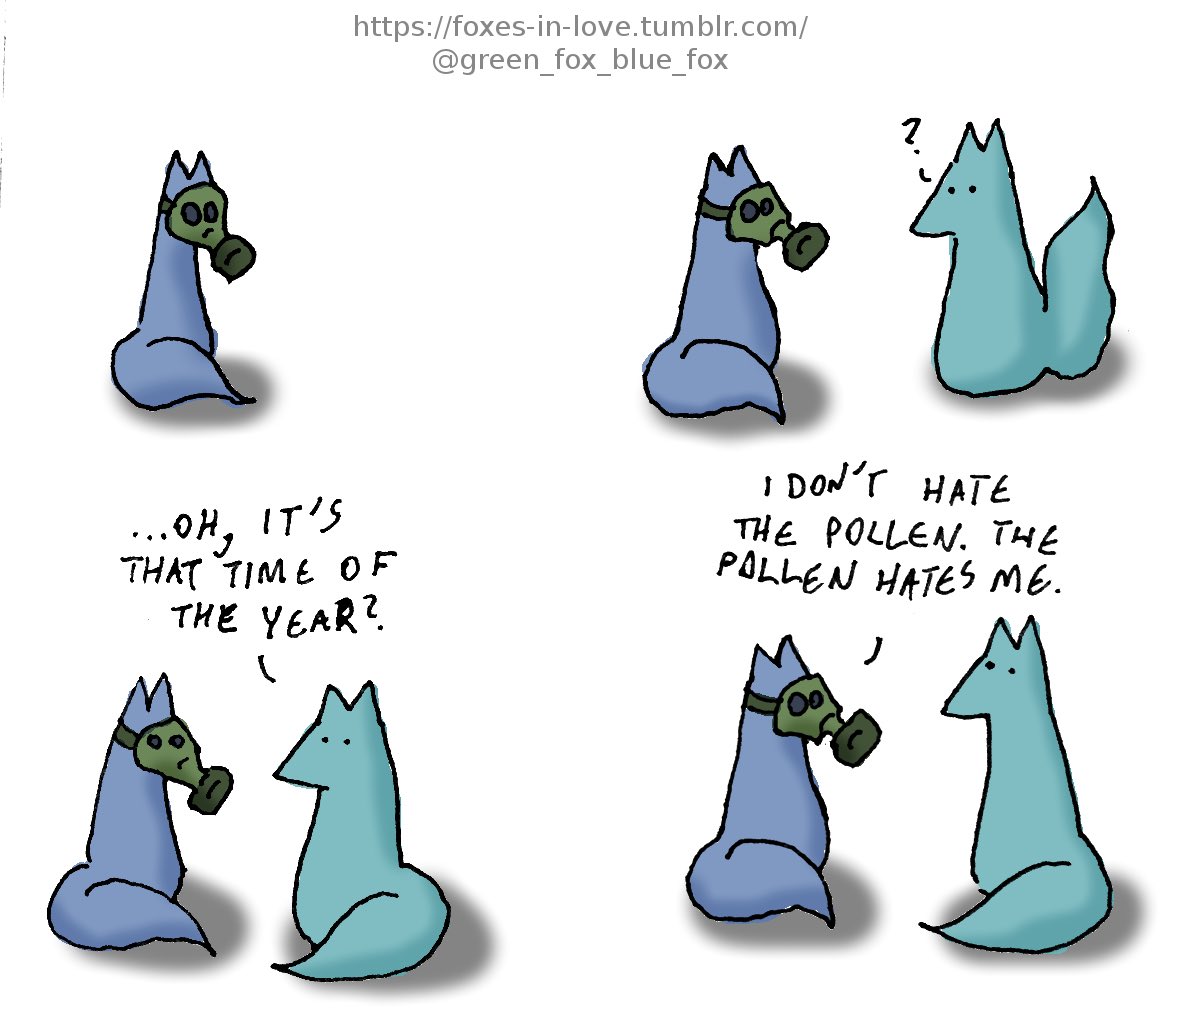 https://foxes-in-love.tumblr.com/
@green_fox_blue_fox
?
...OH, IT'S
THAT TIME OF
THE YEAR?
I DON'T HATE
THE POLLEN. THE
POLLEN HATES ME.